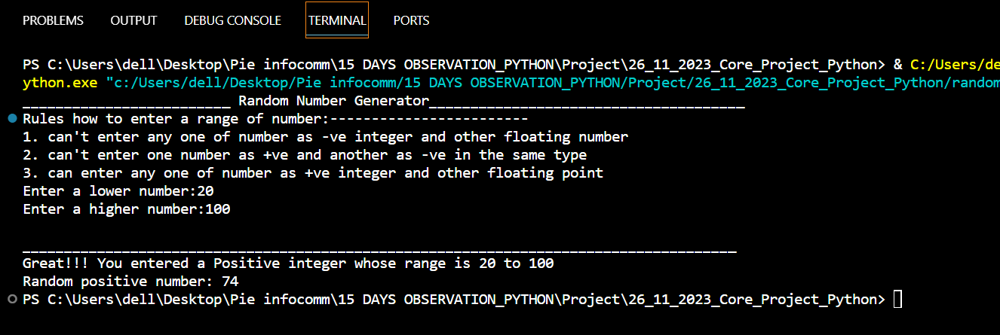 PROBLEMS OUTPUT DEBUG CONSOLE TERMINAL PORTS
PS C:\Users\dell\Desktop\Pie infocomm\15 DAYS OBSERVATION_PYTHON\Project\26_11_2023_Core_Project_Python> & C:/Users/de
ython.exe "c:/Users/dell/Desktop/Pie infocomm/15 DAYS OBSERVATION_PYTHON/Project/26_11_2023_Core_Project_Python/random
_________________________ Random Number Generator______________________________________
Rules how to enter a range of number:------------------------
1. can't enter any one of number as -ve integer and other floating number
2. can't enter one number as +ve and another as -ve in the same type
3. can enter any one of number as +ve integer and other floating point
Enter a lower number:20
Enter a higher number:100
______________________________________________________________________________________
Great!!! You entered a Positive integer whose range is 20 to 100
Random positive number: 74
PS C:\Users\dell\Desktop\Pie infocomm\15 DAYS OBSERVATION_PYTHON\Project\26_11_2023_Core_Project_Python>